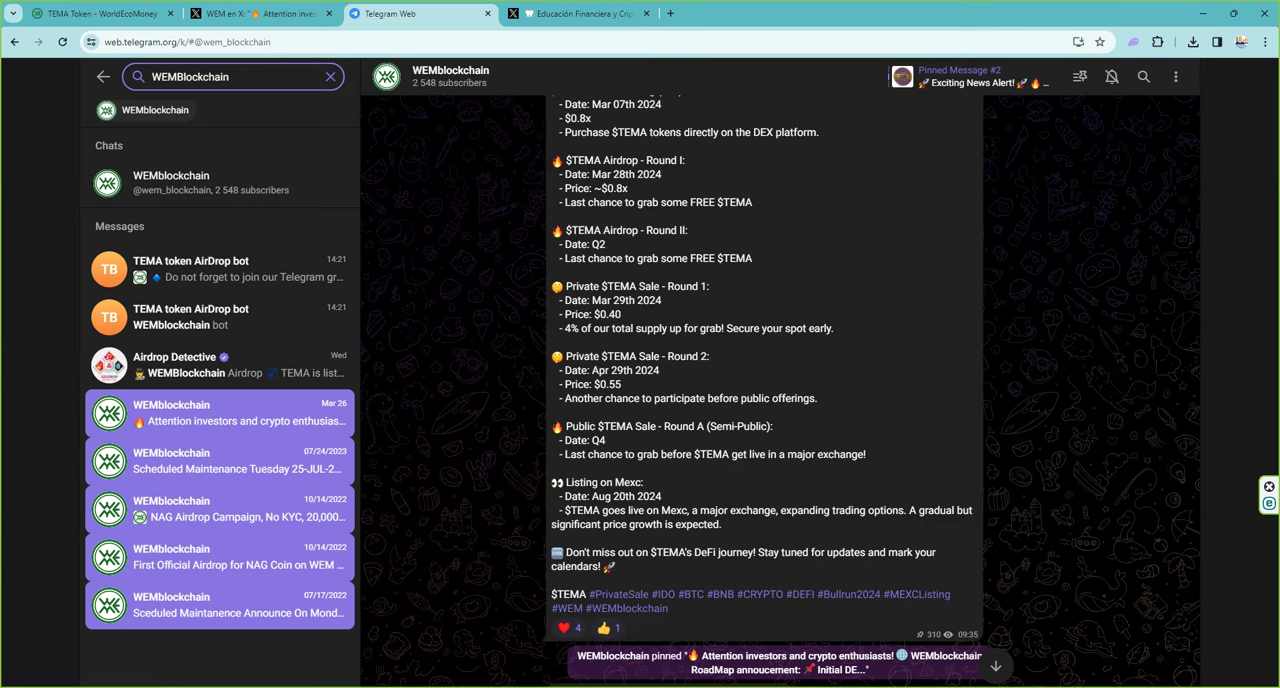 TEMA Token - WorldEcoMoney
WEM en X: "🔥 Attention inves
Telegram Web
🦷 Educación Financiera y Crip
web.telegram.org/k/#@wem_blockchain
WEMBlockchain
WEMblockchain
Chats
WEMblockchain
@wem_blockchain, 2 548 subscribers
Messages
TEMA token AirDrop bot 14:21
🔹 Do not forget to join our Telegram gr...
TEMA token AirDrop bot 14:21
WEMblockchain bot
Airdrop Detective Wed
WEMblockchain Airdrop TEMA is list...
WEMblockchain Mar 26
🔥 Attention investors and crypto enthusias...
WEMblockchain 07/24/2023
Scheduled Maintenance Tuesday 25-JUL-2...
WEMblockchain 10/14/2022
NAG Airdrop Campaign, No KYC, 20,000...
WEMblockchain 10/14/2022
First Official Airdrop for NAG Coin on WEM ...
WEMblockchain 07/17/2022
Sceduled Maintanence Announce On Mond...
WEMblockchain
2 548 subscribers
Pinned Message #2
🚀 Exciting News Alert! 🚀 🔥 ...
- Date: Mar 07th 2024
- $0.8x
- Purchase $TEMA tokens directly on the DEX platform.
🔥 $TEMA Airdrop - Round I:
- Date: Mar 28th 2024
- Price: ~$0.8x
- Last chance to grab some FREE $TEMA
🔥 $TEMA Airdrop - Round II:
- Date: Q2
- Last chance to grab some FREE $TEMA
🤫 Private $TEMA Sale - Round 1:
- Date: Mar 29th 2024
- Price: $0.40
- 4% of our total supply up for grab! Secure your spot early.
🤫 Private $TEMA Sale - Round 2:
- Date: Apr 29th 2024
- Price: $0.55
- Another chance to participate before public offerings.
🔥 Public $TEMA Sale - Round A (Semi-Public):
- Date: Q4
- Last chance to grab before $TEMA get live in a major exchange!
👀 Listing on Mexc:
- Date: Aug 20th 2024
- $TEMA goes live on Mexc, a major exchange, expanding trading options. A gradual but
significant price growth is expected.
🆒 Don't miss out on $TEMA's DeFi journey! Stay tuned for updates and mark your
calendars! 🚀
$TEMA #PrivateSale #IDO #BTC #BNB #CRYPTO #DEFI #Bullrun2024 #MEXCListing
#WEM #WEMblockchain
❤️ 4 👍 1
310 09:35
WEMblockchain pinned "🔥 Attention investors and crypto enthusiasts! 🌐 WEMblockchain
RoadMap annoucement: 📌 Initial DE..."
TB
TB